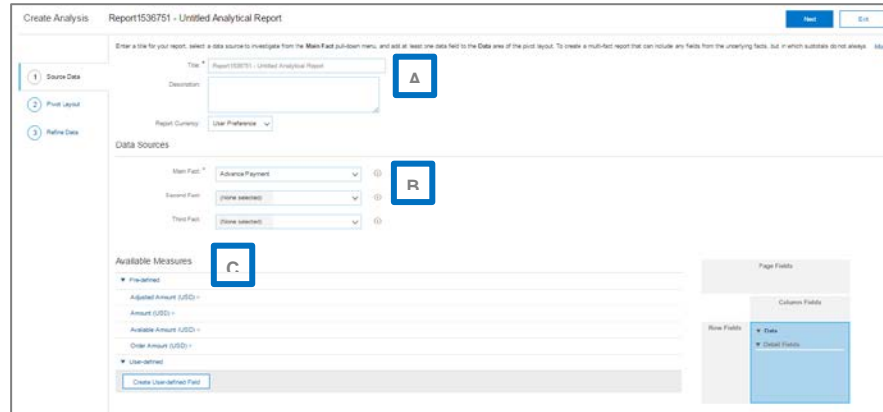 Create Analysis
Report1536751 - Untitled Analytical Report
Next
Exit
Enter a title for your report, select a data source to investigate from the Main Fact pull-down menu, and add at least one data field to the Data area of the pivot layout. To create a multi-fact report that can include any fields from the underlying facts, but in which subtotals do not always
Title: *
Report1536751 - Untitled Analytical Report
A
1 Source Data
Description:
2 Pivot Layout
Report Currency:
User Preference
3 Refine Data
Data Sources
Main Fact: *
Advance Payment
B
Second Fact:
(None selected)
Third Fact:
(None selected)
Available Measures
C
Page Fields
Pre-defined
Adjusted Amount (USD)
Amount (USD)
Column Fields
Available Amount (USD)
Row Fields
Data
Order Amount (USD)
Detail Fields
User-defined
Create User-defined Field